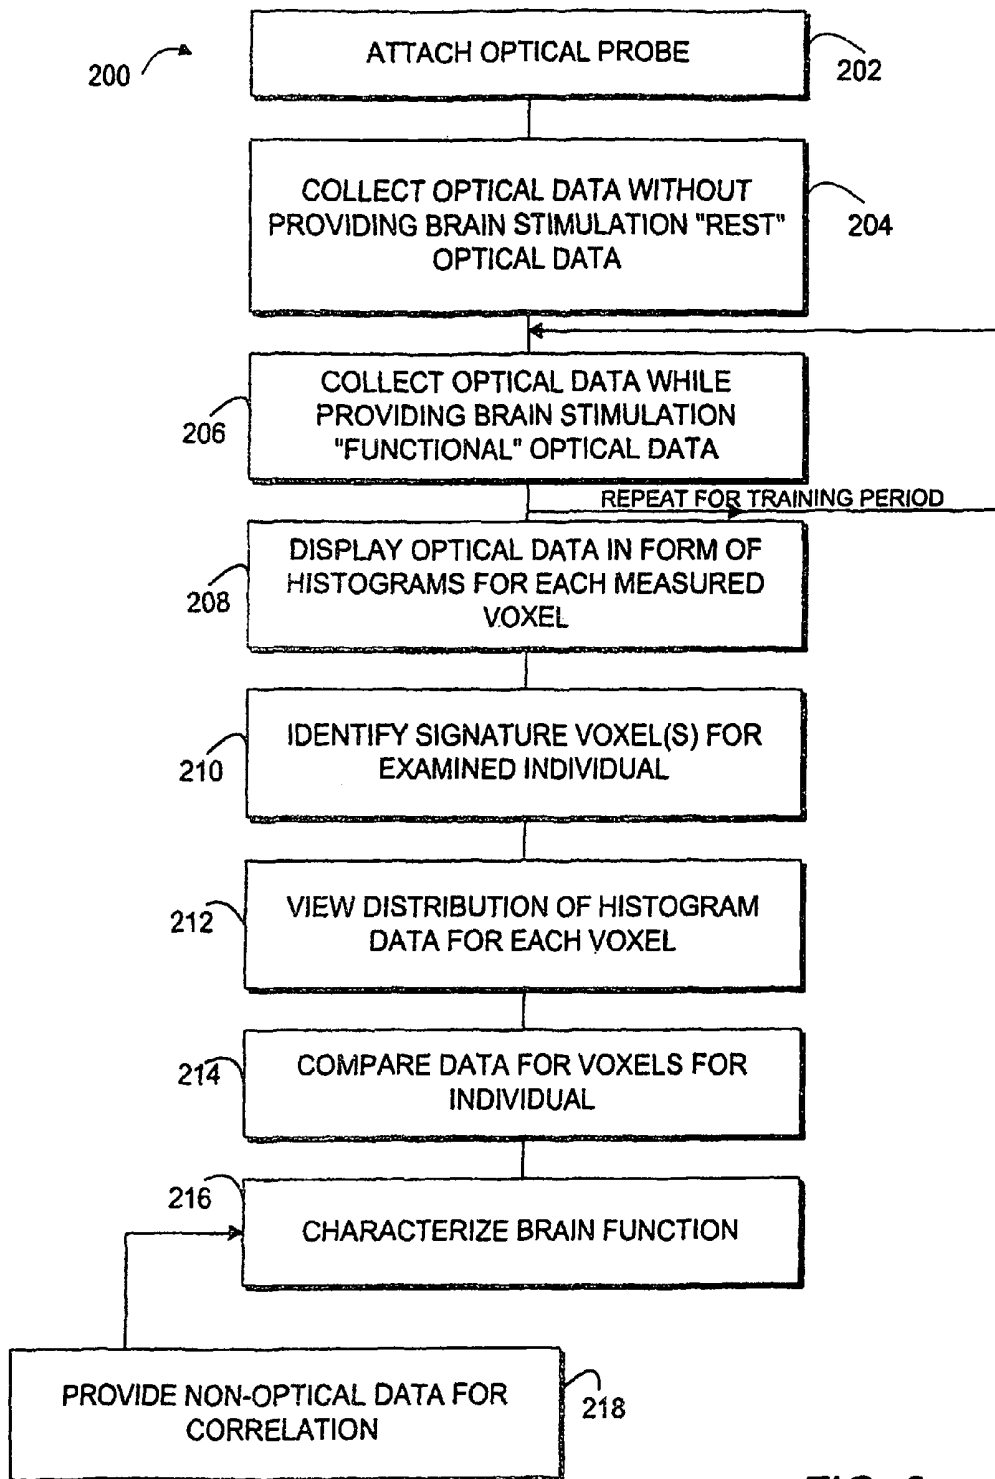 200
ATTACH OPTICAL PROBE
202
COLLECT OPTICAL DATA WITHOUT
PROVIDING BRAIN STIMULATION "REST"
OPTICAL DATA
204
COLLECT OPTICAL DATA WHILE
PROVIDING BRAIN STIMULATION
"FUNCTIONAL" OPTICAL DATA
206
REPEAT FOR TRAINING PERIOD
DISPLAY OPTICAL DATA IN FORM OF
HISTOGRAMS FOR EACH MEASURED
VOXEL
208
IDENTIFY SIGNATURE VOXEL(S) FOR
EXAMINED INDIVIDUAL
210
VIEW DISTRIBUTION OF HISTOGRAM
DATA FOR EACH VOXEL
212
COMPARE DATA FOR VOXELS FOR
INDIVIDUAL
214
216
CHARACTERIZE BRAIN FUNCTION
PROVIDE NON-OPTICAL DATA FOR
CORRELATION
218